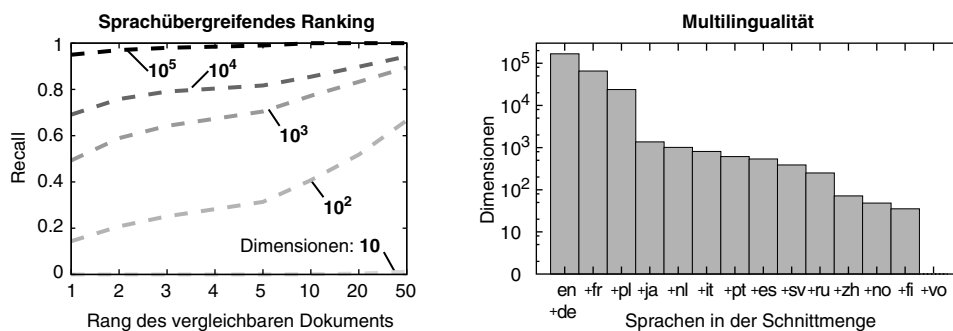 Sprachübergreifendes Ranking
1
0.8
0.6
0.4
0.2
0
Recall
10⁵
10⁴
10³
10²
Dimensionen: 10
1 2 3 4 5 10 20 50
Rang des vergleichbaren Dokuments
Multilingualität
10⁵
10⁴
10³
10²
10
0
Dimensionen
en +fr +pl +ja +nl +it +pt +es +sv +ru +zh +no +fi +vo
+de
Sprachen in der Schnittmenge